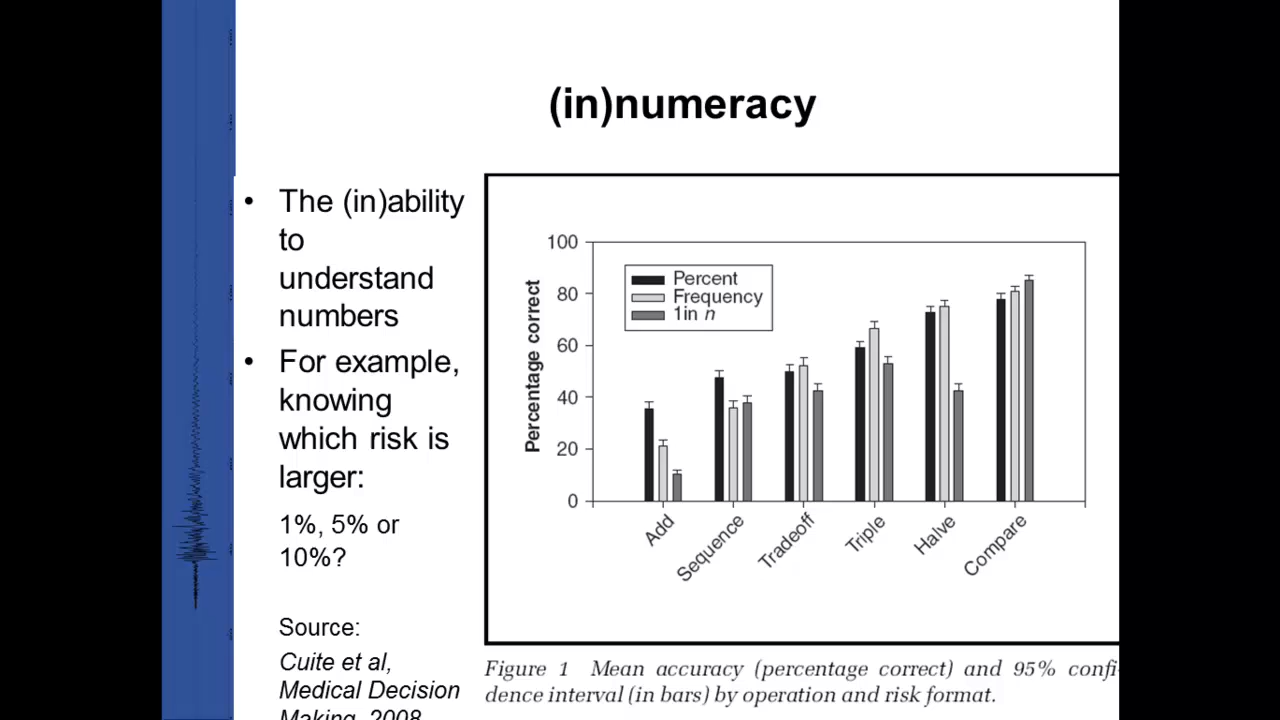 (in)numeracy
• The (in)ability
to
understand
numbers
• For example,
knowing
which risk is
larger:
1%, 5% or
10%?
Source:
Cuite et al,
Medical Decision
Making, 2008
Percentage correct
100
80
60
40
20
0
Percent
Frequency
1in n
Add
Sequence
Tradeoff
Triple
Halve
Compare
Figure 1 Mean accuracy (percentage correct) and 95% confi-
dence interval (in bars) by operation and risk format.